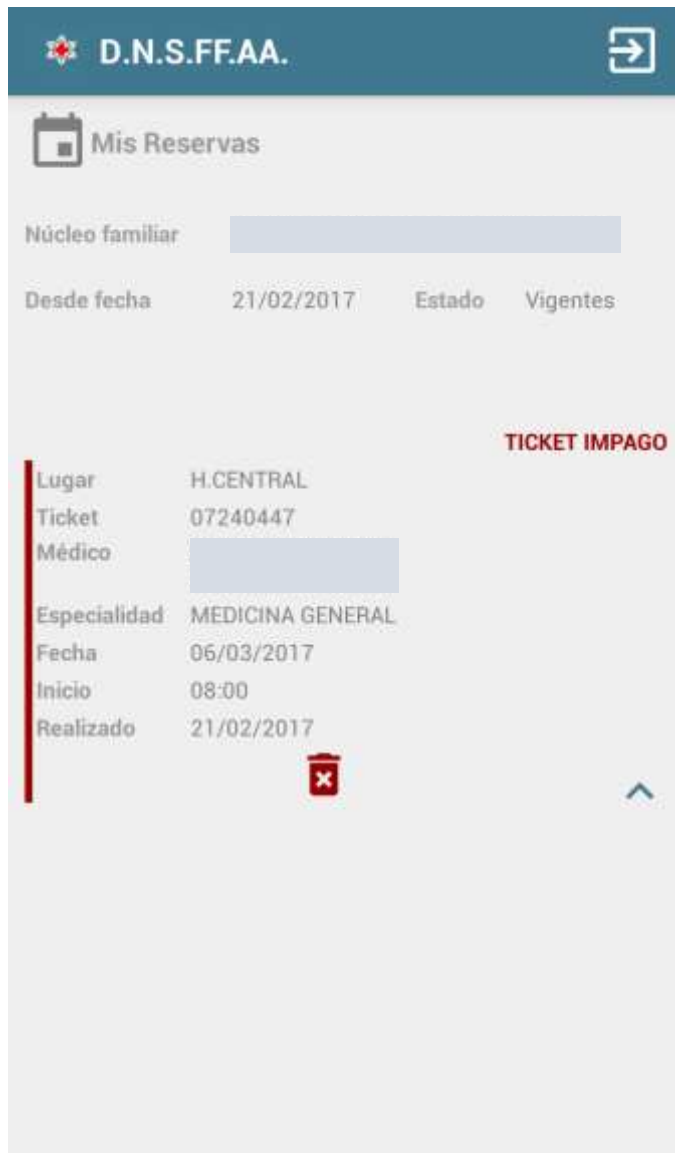 D.N.S.FF.AA.
Mis Reservas
Núcleo familiar
Desde fecha 21/02/2017 Estado Vigentes
TICKET IMPAGO
Lugar H.CENTRAL
Ticket 07240447
Médico
Especialidad MEDICINA GENERAL
Fecha 06/03/2017
Inicio 08:00
Realizado 21/02/2017